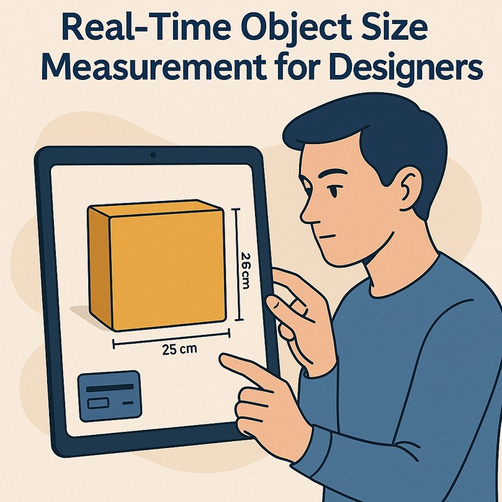 Real-Time Object Size
Measurement for Designers
26 cm
25 cm